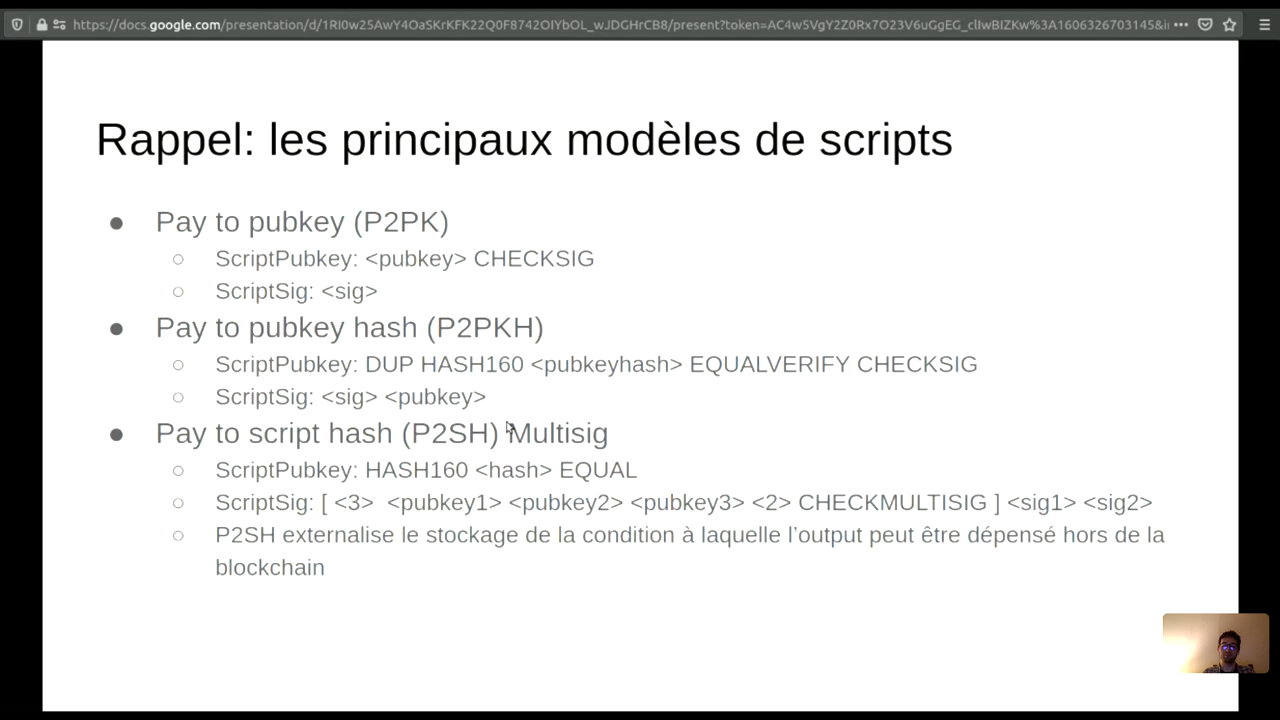 https://docs.google.com/presentation/d/1RI0w25AwY4OaSKrKFK22Q0F8742OIYbOL_wJDGHrCB8/present?token=AC4w5VgY2Z0Rx7O23V6uGgEG_clIwBIZKw%3A1606326703145&i
Rappel: les principaux modèles de scripts
● Pay to pubkey (P2PK)
○ ScriptPubkey: <pubkey> CHECKSIG
○ ScriptSig: <sig>
● Pay to pubkey hash (P2PKH)
○ ScriptPubkey: DUP HASH160 <pubkeyhash> EQUALVERIFY CHECKSIG
○ ScriptSig: <sig> <pubkey>
● Pay to script hash (P2SH) Multisig
○ ScriptPubkey: HASH160 <hash> EQUAL
○ ScriptSig: [ <3> <pubkey1> <pubkey2> <pubkey3> <2> CHECKMULTISIG ] <sig1> <sig2>
○ P2SH externalise le stockage de la condition à laquelle l’output peut être dépensé hors de la
blockchain